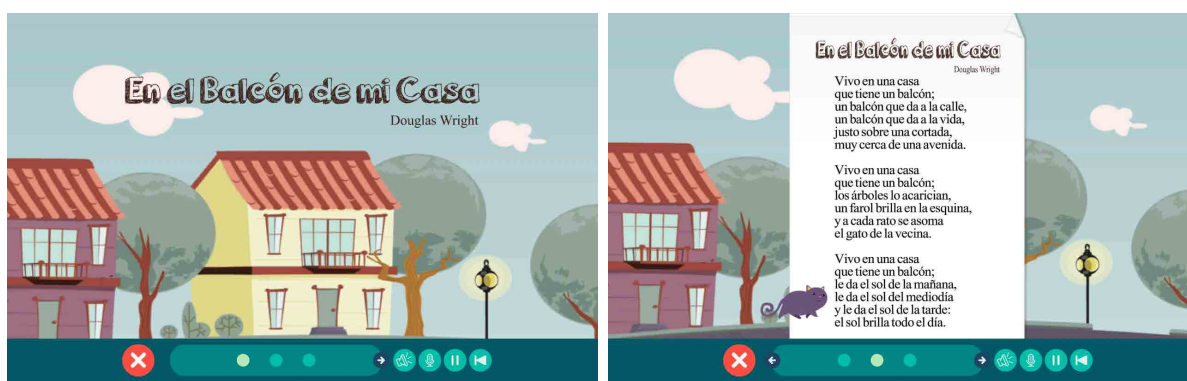 En el Balcón de mi Casa
Douglas Wright
En el Balcón de mi Casa
Douglas Wright
Vivo en una casa
que tiene un balcón;
un balcón que da a la calle,
un balcón que da a la vida,
justo sobre una cortada,
muy cerca de una avenida.
Vivo en una casa
que tiene un balcón;
los árboles lo acarician,
un farol brilla en la esquina,
y a cada rato se asoma
el gato de la vecina.
Vivo en una casa
que tiene un balcón;
le da el sol de la mañana,
le da el sol del mediodía
y le da el sol de la tarde:
el sol brilla todo el día.